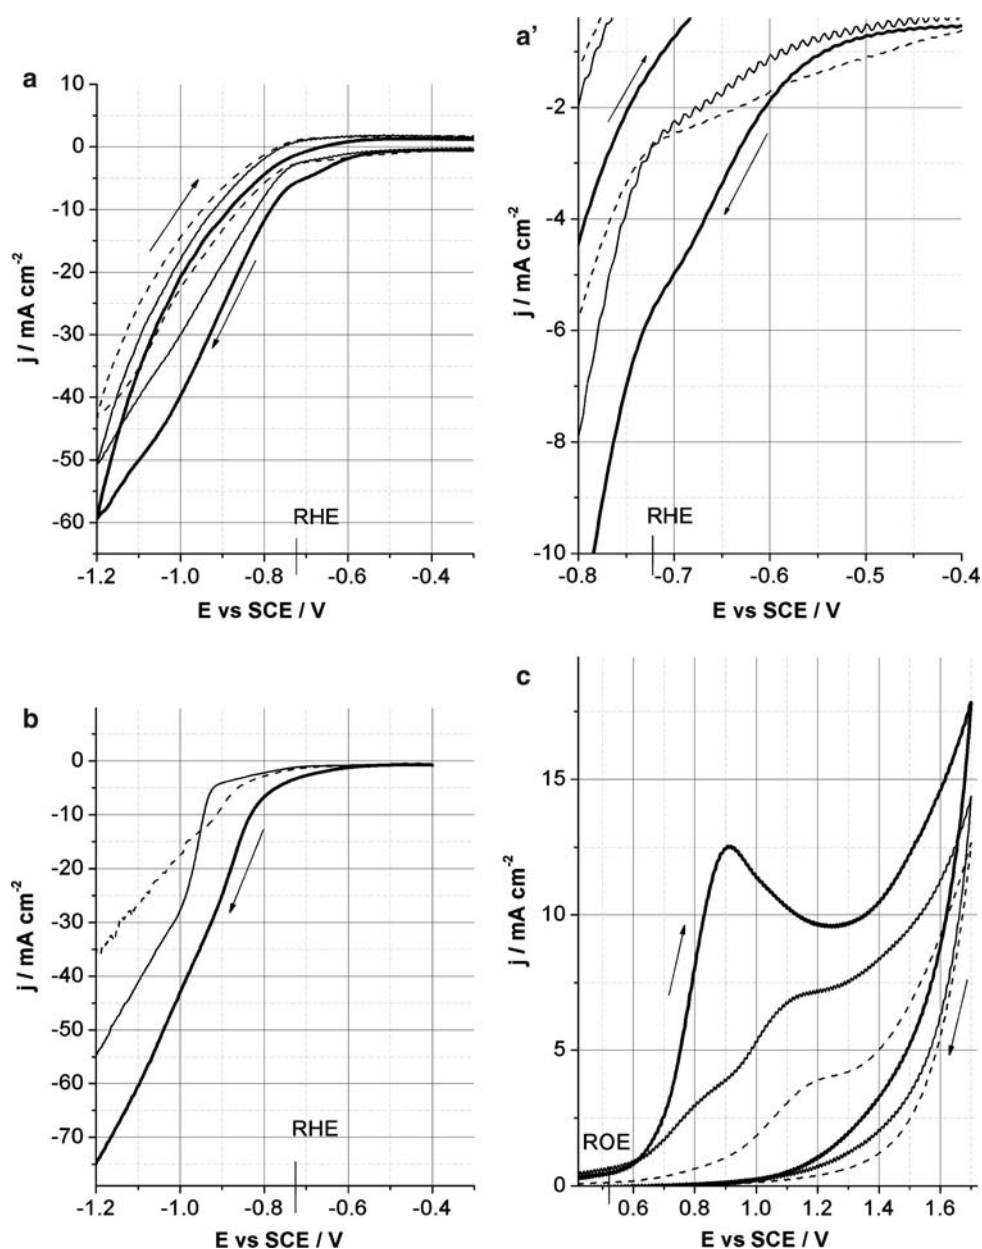 a
10
0
-10
-20
-30
-40
-50
-60
j / mA cm-2
RHE
-1.2 -1.0 -0.8 -0.6 -0.4
E vs SCE / V
a’
-2
-4
-6
-8
-10
j / mA cm-2
RHE
-0.8 -0.7 -0.6 -0.5 -0.4
E vs SCE / V
b
0
-10
-20
-30
-40
-50
-60
-70
j / mA cm-2
RHE
-1.2 -1.0 -0.8 -0.6 -0.4
E vs SCE / V
c
15
10
5
0
j / mA cm-2
ROE
0.6 0.8 1.0 1.2 1.4 1.6
E vs SCE / V